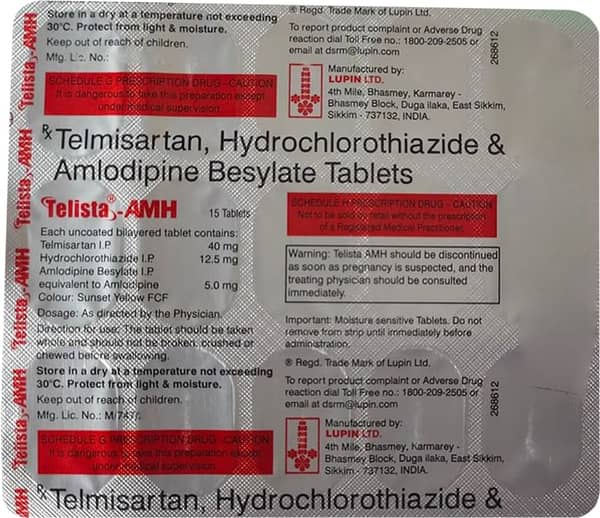 Store in a dry at a temperature not exceeding
30°C. Protect from light & moisture.
Keep out of reach of children.
Mfg. Lic. No.:
SCHEDULE G PRESCRIPTION DRUG - CAUTION
It is dangerous to take this preparation except
under medical supervision
® Regd. Trade Mark of Lupin Ltd.
To report product complaint or Adverse Drug
reaction dial Toll Free no.: 1800-209-2505 or
email at dsrm@lupin.com
268612
Manufactured by:
LUPIN LTD.
4th Mile, Bhasmey, Karmarey -
Bhasmey Block, Duga ilaka, East Sikkim,
Sikkim - 737132, INDIA.
Rx Telmisartan, Hydrochlorothiazide &
Amlodipine Besylate Tablets
Telista®-AMH 15 Tablets
Each uncoated bilayered tablet contains:
Telmisartan I.P. 40 mg
Hydrochlorothiazide I.P. 12.5 mg
Amlodipine Besylate I.P.
equivalent to Amlodipine 5.0 mg
Colour: Sunset Yellow FCF
Dosage: As directed by the Physician.
Direction for use: The tablet should be taken
whole and should not be broken, crushed or
chewed before swallowing.
Store in a dry at a temperature not exceeding
30°C. Protect from light & moisture.
Keep out of reach of children.
Mfg. Lic. No.:
SCHEDULE G PRESCRIPTION DRUG - CAUTION
It is dangerous to take this preparation except
under medical supervision
SCHEDULE H PRESCRIPTION DRUG - CAUTION
Not to be sold by retail without the prescription
of a Registered Medical Practitioner.
Warning: Telista AMH should be discontinued
as soon as pregnancy is suspected, and the
treating physician should be consulted
immediately.
Important: Moisture sensitive Tablets. Do not
remove from strip until immediately before
administration.
® Regd. Trade Mark of Lupin Ltd.
To report product complaint or Adverse Drug
reaction dial Toll Free no.: 1800-209-2505 or
email at dsrm@lupin.com
268612
Manufactured by:
LUPIN LTD.
4th Mile, Bhasmey, Karmarey -
Bhasmey Block, Duga ilaka, East Sikkim,
Sikkim - 737132, INDIA.
Rx Telmisartan, Hydrochlorothiazide &
Telista®-AMH
Telista®-AMH
Telista®-AMH
Telista®-AMH
AMH